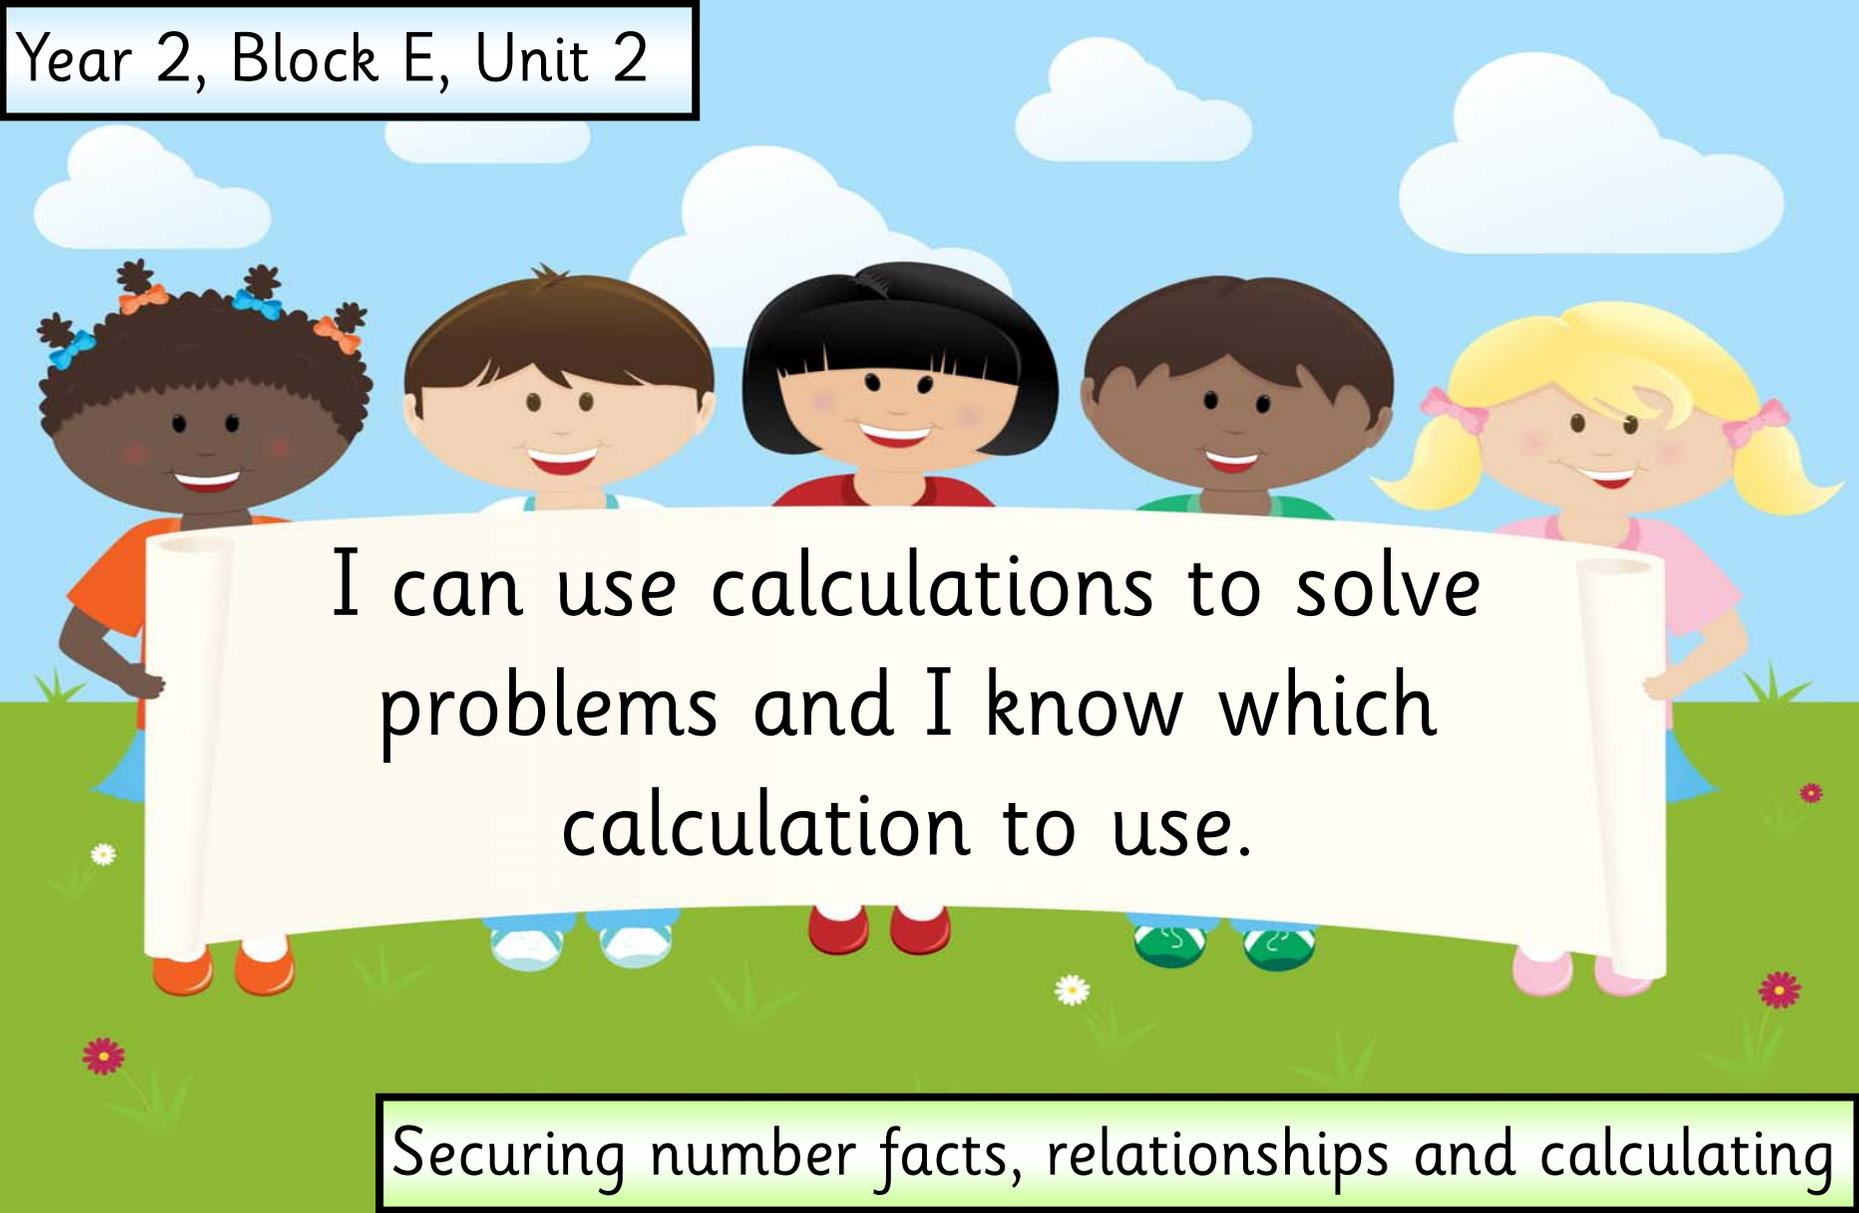 Year 2, Block E, Unit 2
I can use calculations to solve
problems and I know which
calculation to use.
Securing number facts, relationships and calculating